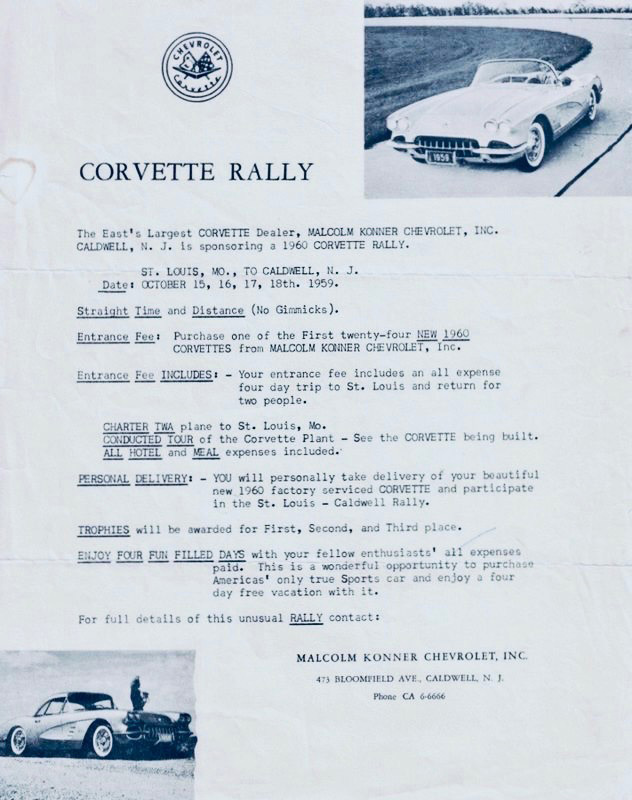 CHEVROLET
Corvette
1959
CORVETTE RALLY
The East's Largest CORVETTE Dealer, MALCOLM KONNER CHEVROLET, INC.
CALDWELL, N. J. is sponsoring a 1960 CORVETTE RALLY.
ST. LOUIS, MO., TO CALDWELL, N. J.
Date: OCTOBER 15, 16, 17, 18th. 1959.
Straight Time and Distance (No Gimmicks).
Entrance Fee: Purchase one of the First twenty-four NEW 1960
CORVETTES from MALCOLM KONNER CHEVROLET, Inc.
Entrance Fee INCLUDES: - Your entrance fee includes an all expense
four day trip to St. Louis and return for
two people.
CHARTER TWA plane to St. Louis, Mo.
CONDUCTED TOUR of the Corvette Plant - See the CORVETTE being built.
ALL HOTEL and MEAL expenses included.
PERSONAL DELIVERY: - YOU will personally take delivery of your beautiful
new 1960 factory serviced CORVETTE and participate
in the St. Louis - Caldwell Rally.
TROPHIES will be awarded for First, Second, and Third place.
ENJOY FOUR FUN FILLED DAYS with your fellow enthusiasts' all expenses
paid. This is a wonderful opportunity to purchase
Americas' only true Sports car and enjoy a four
day free vacation with it.
For full details of this unusual RALLY contact:
MALCOLM KONNER CHEVROLET, INC.
473 BLOOMFIELD AVE., CALDWELL, N. J.
Phone CA 6-6666